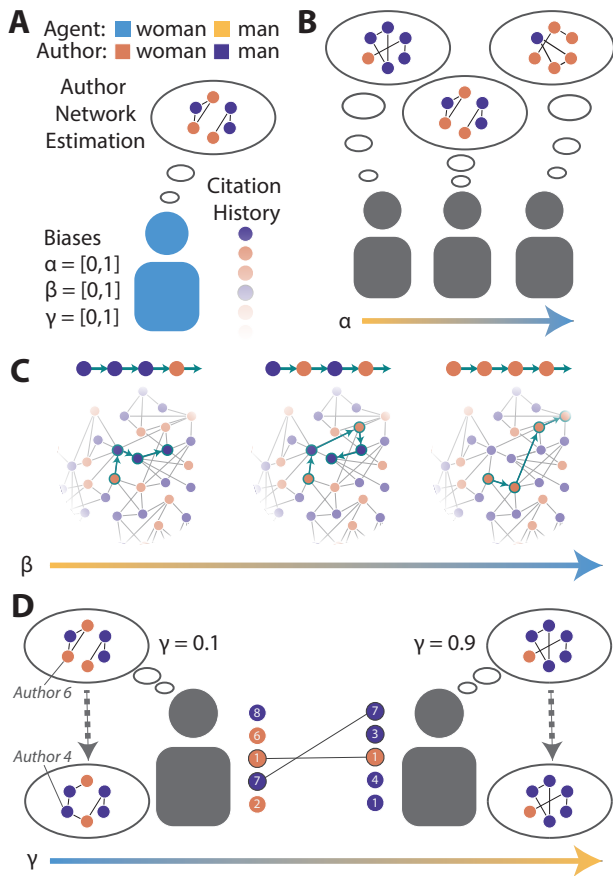 A
Agent: woman man
Author: woman man
Author
Network
Estimation
Citation
History
Biases
α = [0,1]
β = [0,1]
γ = [0,1]
B
α
C
β
D
γ = 0.1
γ = 0.9
Author 6
Author 4
8
6
1
7
2
7
3
1
4
1
γ